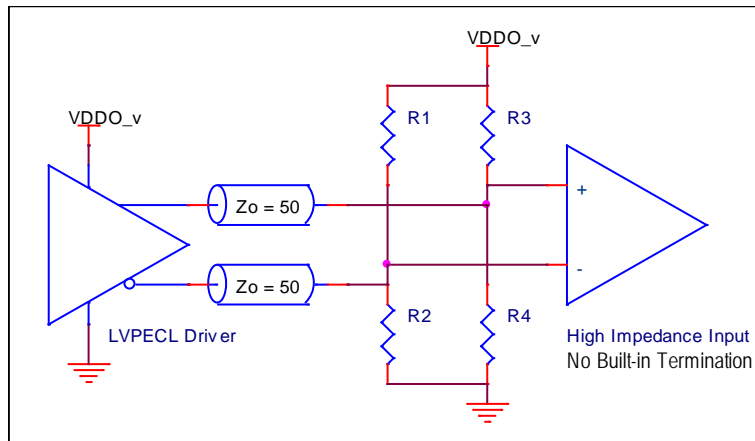 VDDO_v
VDDO_v
R1
R3
Zo = 50
+
Zo = 50
-
R2
R4
LVPECL Driver
High Impedance Input
No Built-in Termination